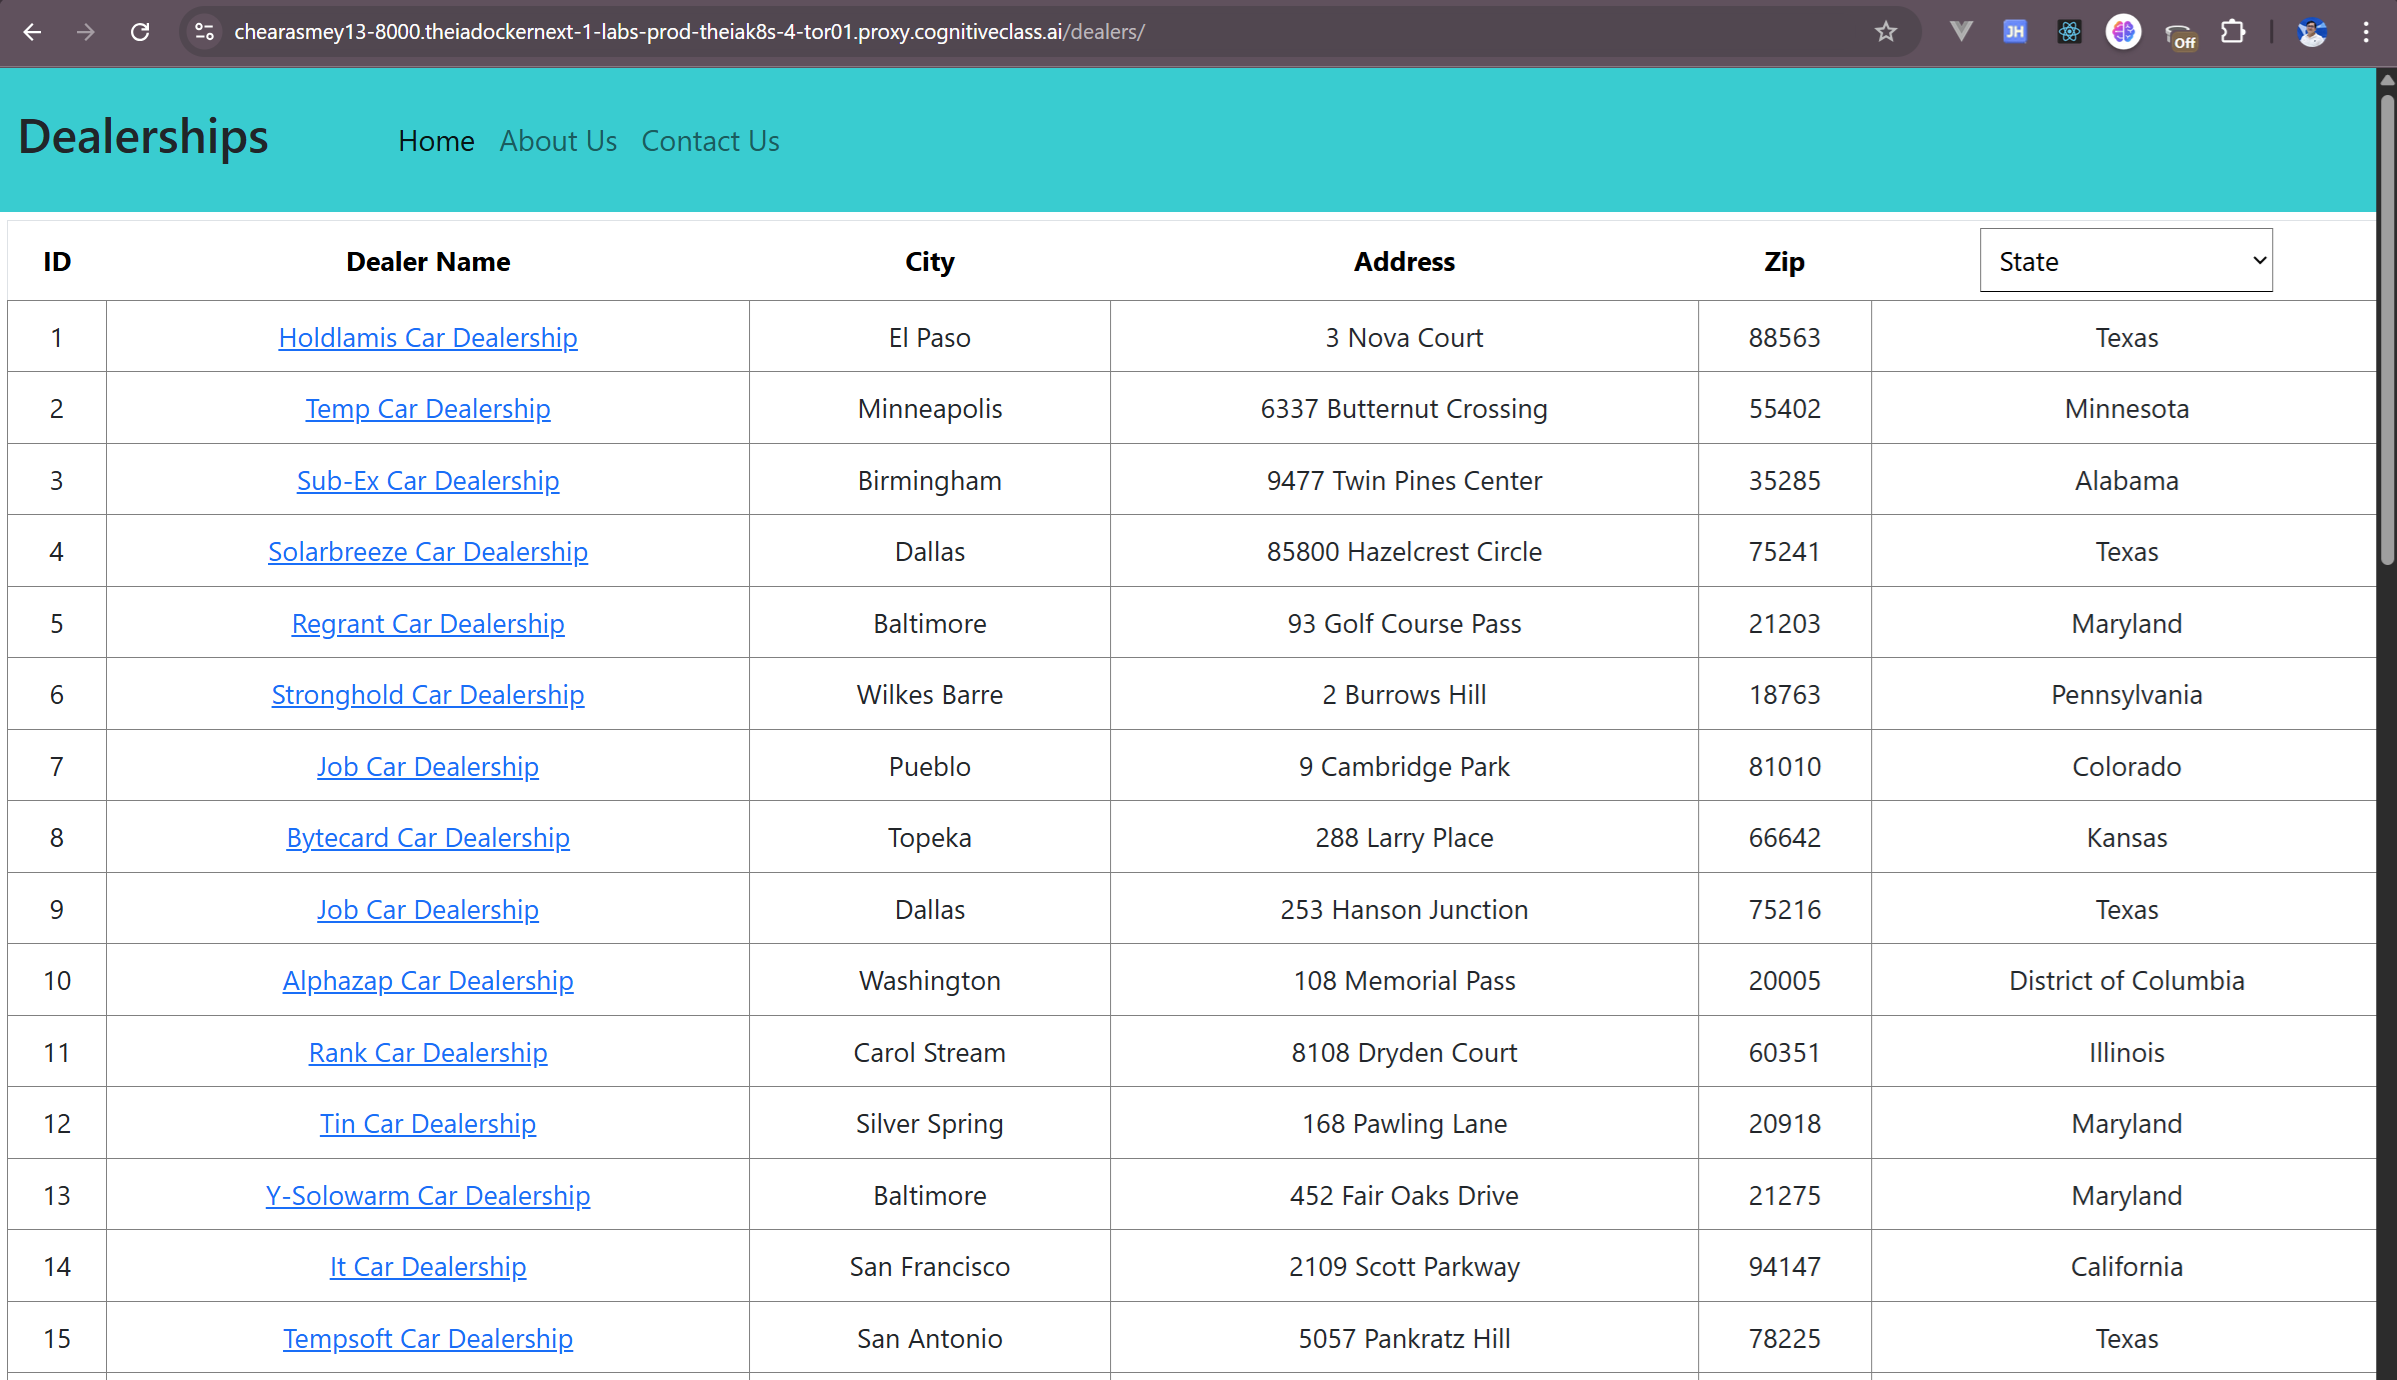 chearasmey13-8000.theiadockernext-1-labs-prod-theiak8s-4-tor01.proxy.cognitiveclass.ai/dealers/
JH
Off
Dealerships Home About Us Contact Us
ID Dealer Name City Address Zip State
1 Holdlamis Car Dealership El Paso 3 Nova Court 88563 Texas
2 Temp Car Dealership Minneapolis 6337 Butternut Crossing 55402 Minnesota
3 Sub-Ex Car Dealership Birmingham 9477 Twin Pines Center 35285 Alabama
4 Solarbreeze Car Dealership Dallas 85800 Hazelcrest Circle 75241 Texas
5 Regrant Car Dealership Baltimore 93 Golf Course Pass 21203 Maryland
6 Stronghold Car Dealership Wilkes Barre 2 Burrows Hill 18763 Pennsylvania
7 Job Car Dealership Pueblo 9 Cambridge Park 81010 Colorado
8 Bytecard Car Dealership Topeka 288 Larry Place 66642 Kansas
9 Job Car Dealership Dallas 253 Hanson Junction 75216 Texas
10 Alphazap Car Dealership Washington 108 Memorial Pass 20005 District of Columbia
11 Rank Car Dealership Carol Stream 8108 Dryden Court 60351 Illinois
12 Tin Car Dealership Silver Spring 168 Pawling Lane 20918 Maryland
13 Y-Solowarm Car Dealership Baltimore 452 Fair Oaks Drive 21275 Maryland
14 It Car Dealership San Francisco 2109 Scott Parkway 94147 California
15 Tempsoft Car Dealership San Antonio 5057 Pankratz Hill 78225 Texas